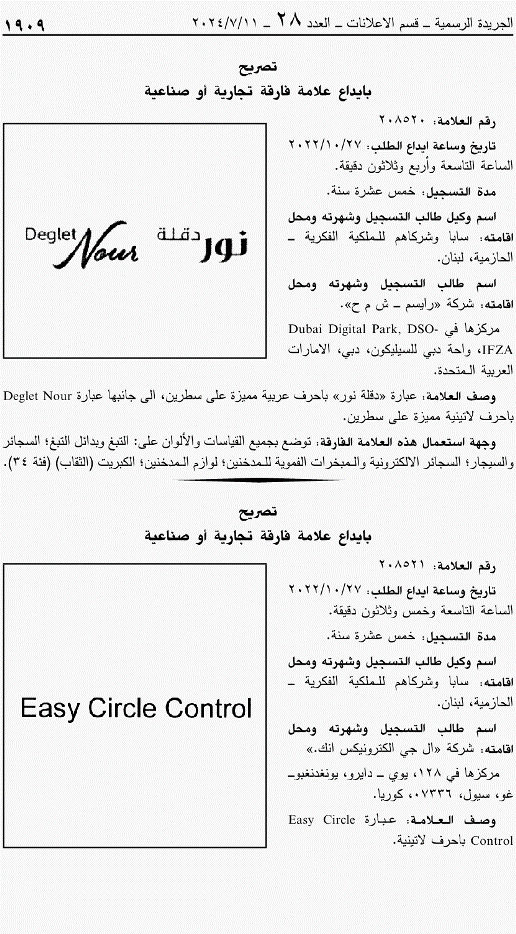 الجريدة الرسمية ــ قسم الاعلانات ــ العدد ٢٨ ــ ٢٠٢٤/٧/١١
١٩٠٩
تصريح
بايداع علامة فارقة تجارية أو صناعية
رقم العلامة: ٢٠٨٥٢٠
تاريخ وساعة ايداع الطلب: ٢٠٢٢/١٠/٢٧
الساعة التاسعة وأربع وثلاثون دقيقة.
مدة التسجيل: خمس عشرة سنة.
اسم وكيل طالب التسجيل وشهرته ومحل
اقامته: سابا وشركاهم للملكية الفكرية ــ
الحازمية، لبنان.
اسم طالب التسجيل وشهرته ومحل
اقامته: شركة «رايسم ــ ش م ح».
مركزها في Dubai Digital Park, DSO-
IFZA، واحة دبي للسيليكون، دبي، الامارات
العربية المتحدة.
Deglet Nour دقلة نور
وصف العلامة: عبارة «دقلة نور» باحرف عربية مميزة على سطرين، الى جانبها عبارة Deglet Nour
باحرف لاتينية مميزة على سطرين.
وجهة استعمال هذه العلامة الفارقة: توضع بجميع القياسات والألوان على: التبغ وبدائل التبغ؛ السجائر
والسيجار؛ السجائر الالكترونية والمبخرات الفموية للمدخنين؛ لوازم المدخنين؛ الكبريت (الثقاب) (فئة ٣٤).
تصريح
بايداع علامة فارقة تجارية أو صناعية
رقم العلامة: ٢٠٨٥٢١
تاريخ وساعة ايداع الطلب: ٢٠٢٢/١٠/٢٧
الساعة التاسعة وخمس وثلاثون دقيقة.
مدة التسجيل: خمس عشرة سنة.
اسم وكيل طالب التسجيل وشهرته ومحل
اقامته: سابا وشركاهم للملكية الفكرية ــ
الحازمية، لبنان.
اسم طالب التسجيل وشهرته ومحل
اقامته: شركة «ال جي الكترونيكس انك.»
مركزها في ١٢٨، يوي ــ دايرو، يونغدنغبوــ
غو، سيول، ٠٧٣٣٦، كوريا.
وصف العلامة: عبارة Easy Circle
Control باحرف لاتينية.
Easy Circle Control